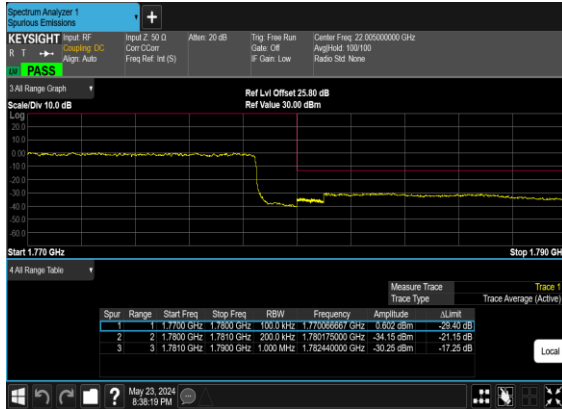 Spectrum Analyzer 1
Spurious Emissions
KEYSIGHT Input: RF Input Z: 50 Ω Atten: 20 dB Trig: Free Run Center Freq: 22.005000000 GHz
R T Coupling: DC Corr CCorr Gate: Off Avg|Hold: 100/100
Align: Auto Freq Ref: Int (S) IF Gain: Low Radio Std: None
PASS
3 All Range Graph
Ref Lvl Offset 25.80 dB
Scale/Div 10.0 dB Ref Value 30.00 dBm
Log
20.0
10.0
0.00
-10.0
-20.0
-30.0
-40.0
-50.0
-60.0
Start 1.770 GHz Stop 1.790 GH
4 All Range Table
Measure Trace Trace 1
Trace Type Trace Average (Active)
Spur Range Start Freq Stop Freq RBW Frequency Amplitude ΔLimit
1 1 1.7700 GHz 1.7800 GHz 100.0 kHz 1.770066667 GHz 0.602 dBm -29.40 dB
2 2 1.7800 GHz 1.7810 GHz 200.0 kHz 1.780175000 GHz -34.15 dBm -21.15 dB
3 3 1.7810 GHz 1.7900 GHz 1.000 MHz 1.782440000 GHz -30.25 dBm -17.25 dB
Local
May 23, 2024
8:38:19 PM